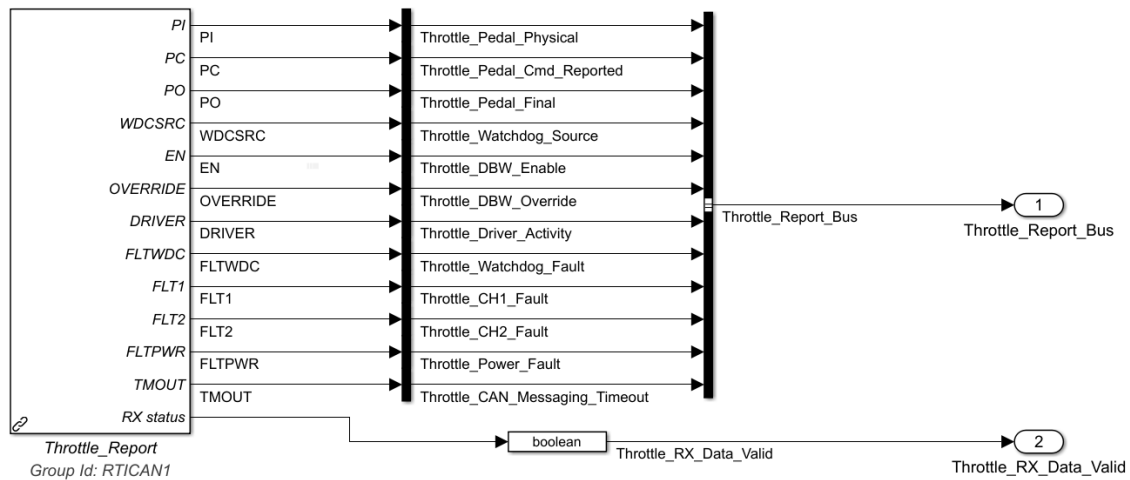 PI
PI
Throttle_Pedal_Physical
PC
PC
Throttle_Pedal_Cmd_Reported
PO
PO
Throttle_Pedal_Final
WDCSRC
WDCSRC
Throttle_Watchdog_Source
EN
EN
Throttle_DBW_Enable
OVERRIDE
OVERRIDE
Throttle_DBW_Override
DRIVER
DRIVER
Throttle_Driver_Activity
FLTWDC
FLTWDC
Throttle_Watchdog_Fault
FLT1
FLT1
Throttle_CH1_Fault
FLT2
FLT2
Throttle_CH2_Fault
FLTPWR
FLTPWR
Throttle_Power_Fault
TMOUT
TMOUT
Throttle_CAN_Messaging_Timeout
RX status
Throttle_Report
Group Id: RTICAN1
Throttle_Report_Bus
1
Throttle_Report_Bus
boolean
Throttle_RX_Data_Valid
2
Throttle_RX_Data_Valid